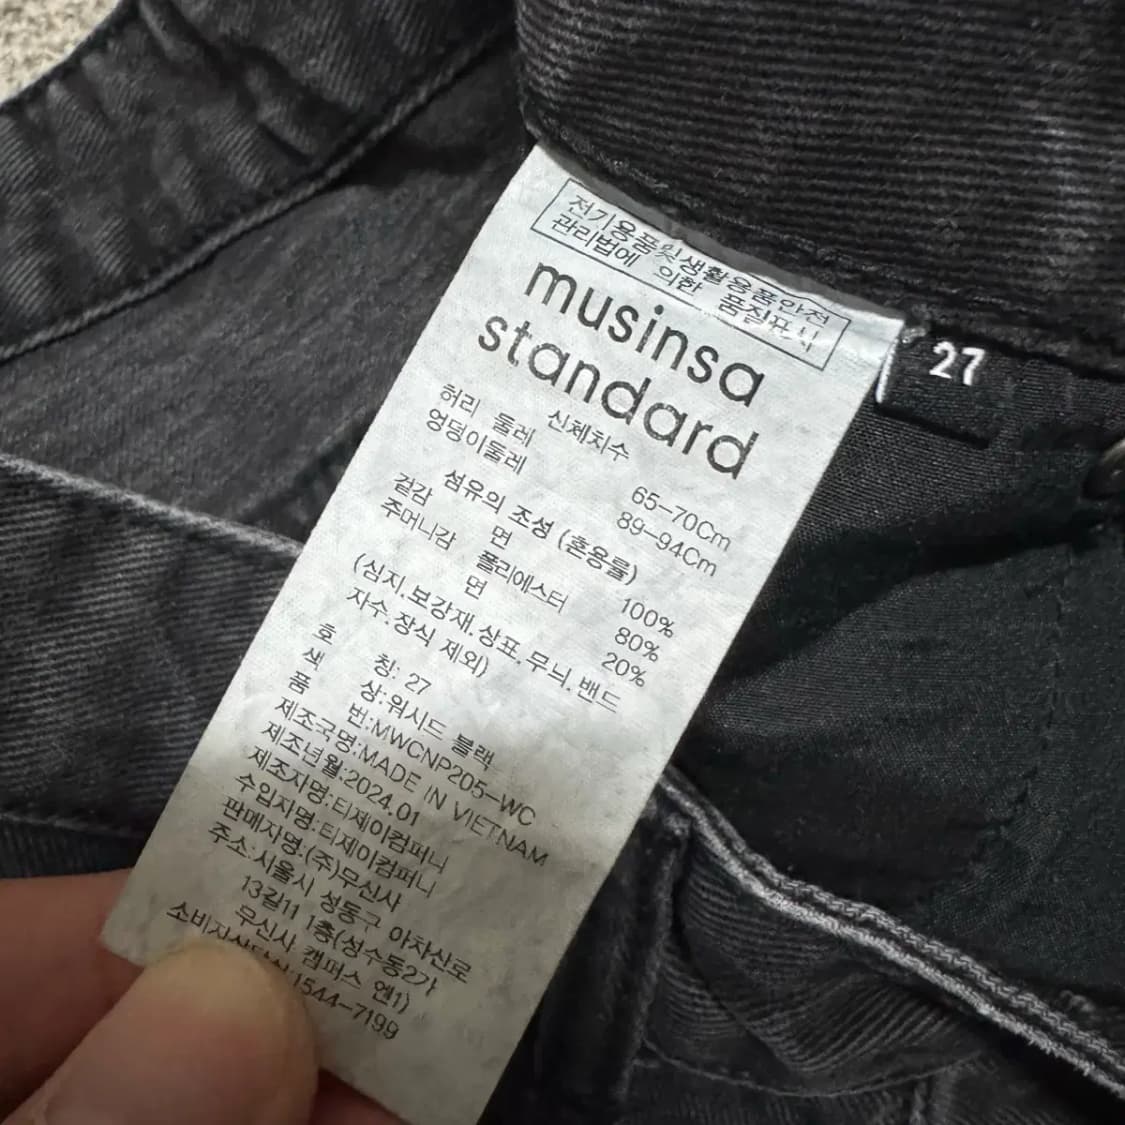 전기용품및생활용품안전
관리법에 의한 품질표시
musinsa
standard
27
신체치수
허리 둘레 65-70Cm
엉덩이둘레 89-94Cm
섬유의 조성 (혼용률)
겉감 면 100%
주머니감 폴리에스터 80%
면 20%
(심지.보강재.상표.무늬.밴드
자수.장식 제외)
호 칭: 27
색 상:워시드 블랙
품 번:MWCNP205-WC
제조국명:MADE IN VIETNAM
제조년월:2024.01
제조자명:티제이컴퍼니
수입자명:티제이컴퍼니
판매자명:(주)무신사
주소:서울시 성동구 아차산로
13길11 1층(성수동2가
무신사 캠퍼스 엔1)
소비자상담실:1544-7199